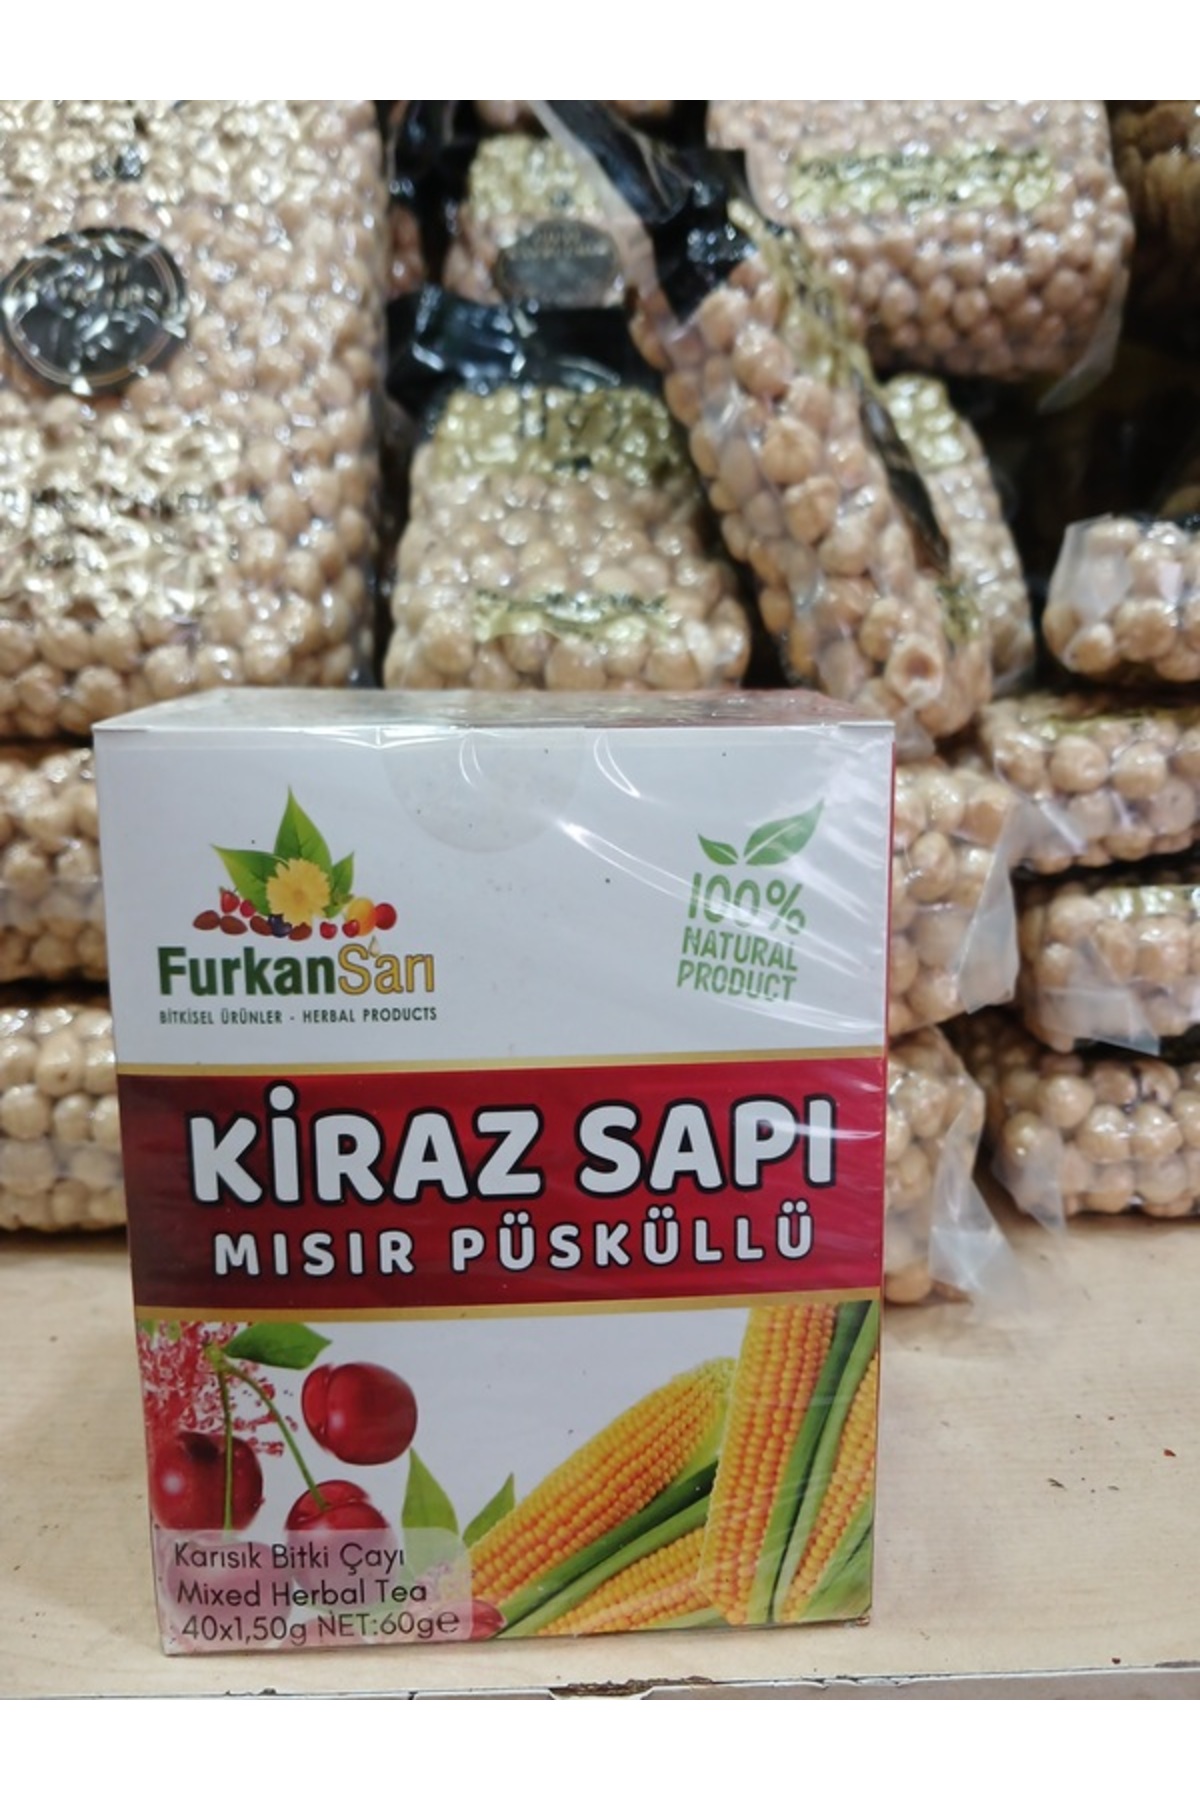 FurkanSarı
BİTKİSEL ÜRÜNLER - HERBAL PRODUCTS
100%
NATURAL
PRODUCT
KİRAZ SAPI
MISIR PÜSKÜLLÜ
Karısık Bitki Çayı
Mixed Herbal Tea
40x1,50g NET:60g℮